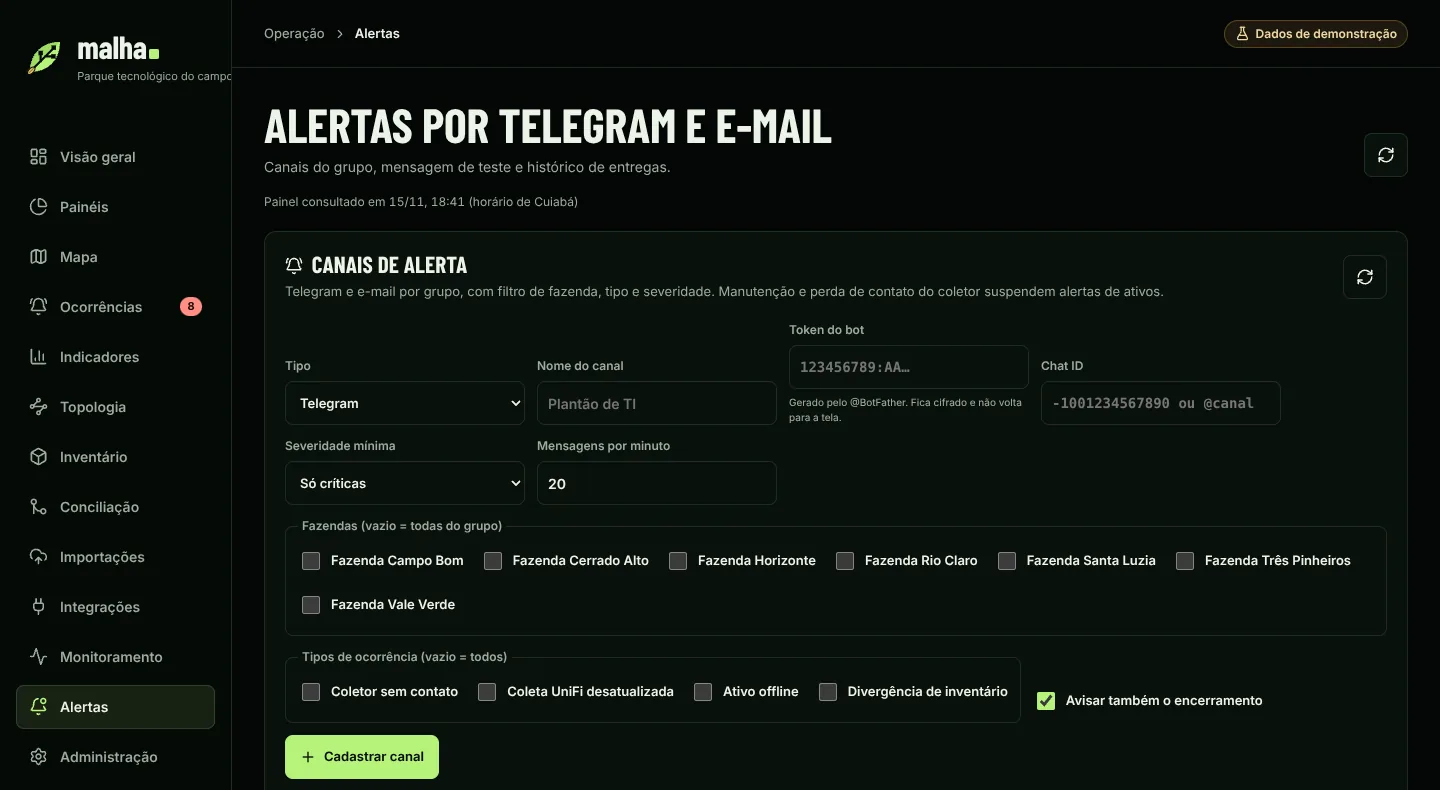 malha
Parque tecnológico do campo
Visão geral
Painéis
Mapa
Ocorrências 8
Indicadores
Topologia
Inventário
Conciliação
Importações
Integrações
Monitoramento
Alertas
Administração
Operação > Alertas
Dados de demonstração
ALERTAS POR TELEGRAM E E-MAIL
Canais do grupo, mensagem de teste e histórico de entregas.
Painel consultado em 15/11, 18:41 (horário de Cuiabá)
CANAIS DE ALERTA
Telegram e e-mail por grupo, com filtro de fazenda, tipo e severidade. Manutenção e perda de contato do coletor suspendem alertas de ativos.
Tipo
Telegram
Nome do canal
Plantão de TI
Token do bot
123456789:AA…
Gerado pelo @BotFather. Fica cifrado e não volta
para a tela.
Chat ID
-1001234567890 ou @canal
Severidade mínima
Só críticas
Mensagens por minuto
20
Fazendas (vazio = todas do grupo)
Fazenda Campo Bom Fazenda Cerrado Alto Fazenda Horizonte Fazenda Rio Claro Fazenda Santa Luzia Fazenda Três Pinheiros
Fazenda Vale Verde
Tipos de ocorrência (vazio = todos)
Coletor sem contato Coleta UniFi desatualizada Ativo offline Divergência de inventário
Avisar também o encerramento
+ Cadastrar canal